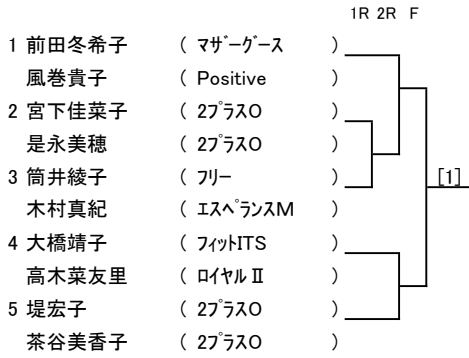 1R 2R F
1 前田冬希子 ( マザーグース )
風巻貴子 ( Positive )
2 宮下佳菜子 ( 2プラスO )
是永美穂 ( 2プラスO )
3 筒井綾子 ( フリー )
木村真紀 ( エスペランスM )
[1]
4 大橋靖子 ( フィットITS )
高木菜友里 ( ロイヤルⅡ )
5 堤宏子 ( 2プラスO )
茶谷美香子 ( 2プラスO )